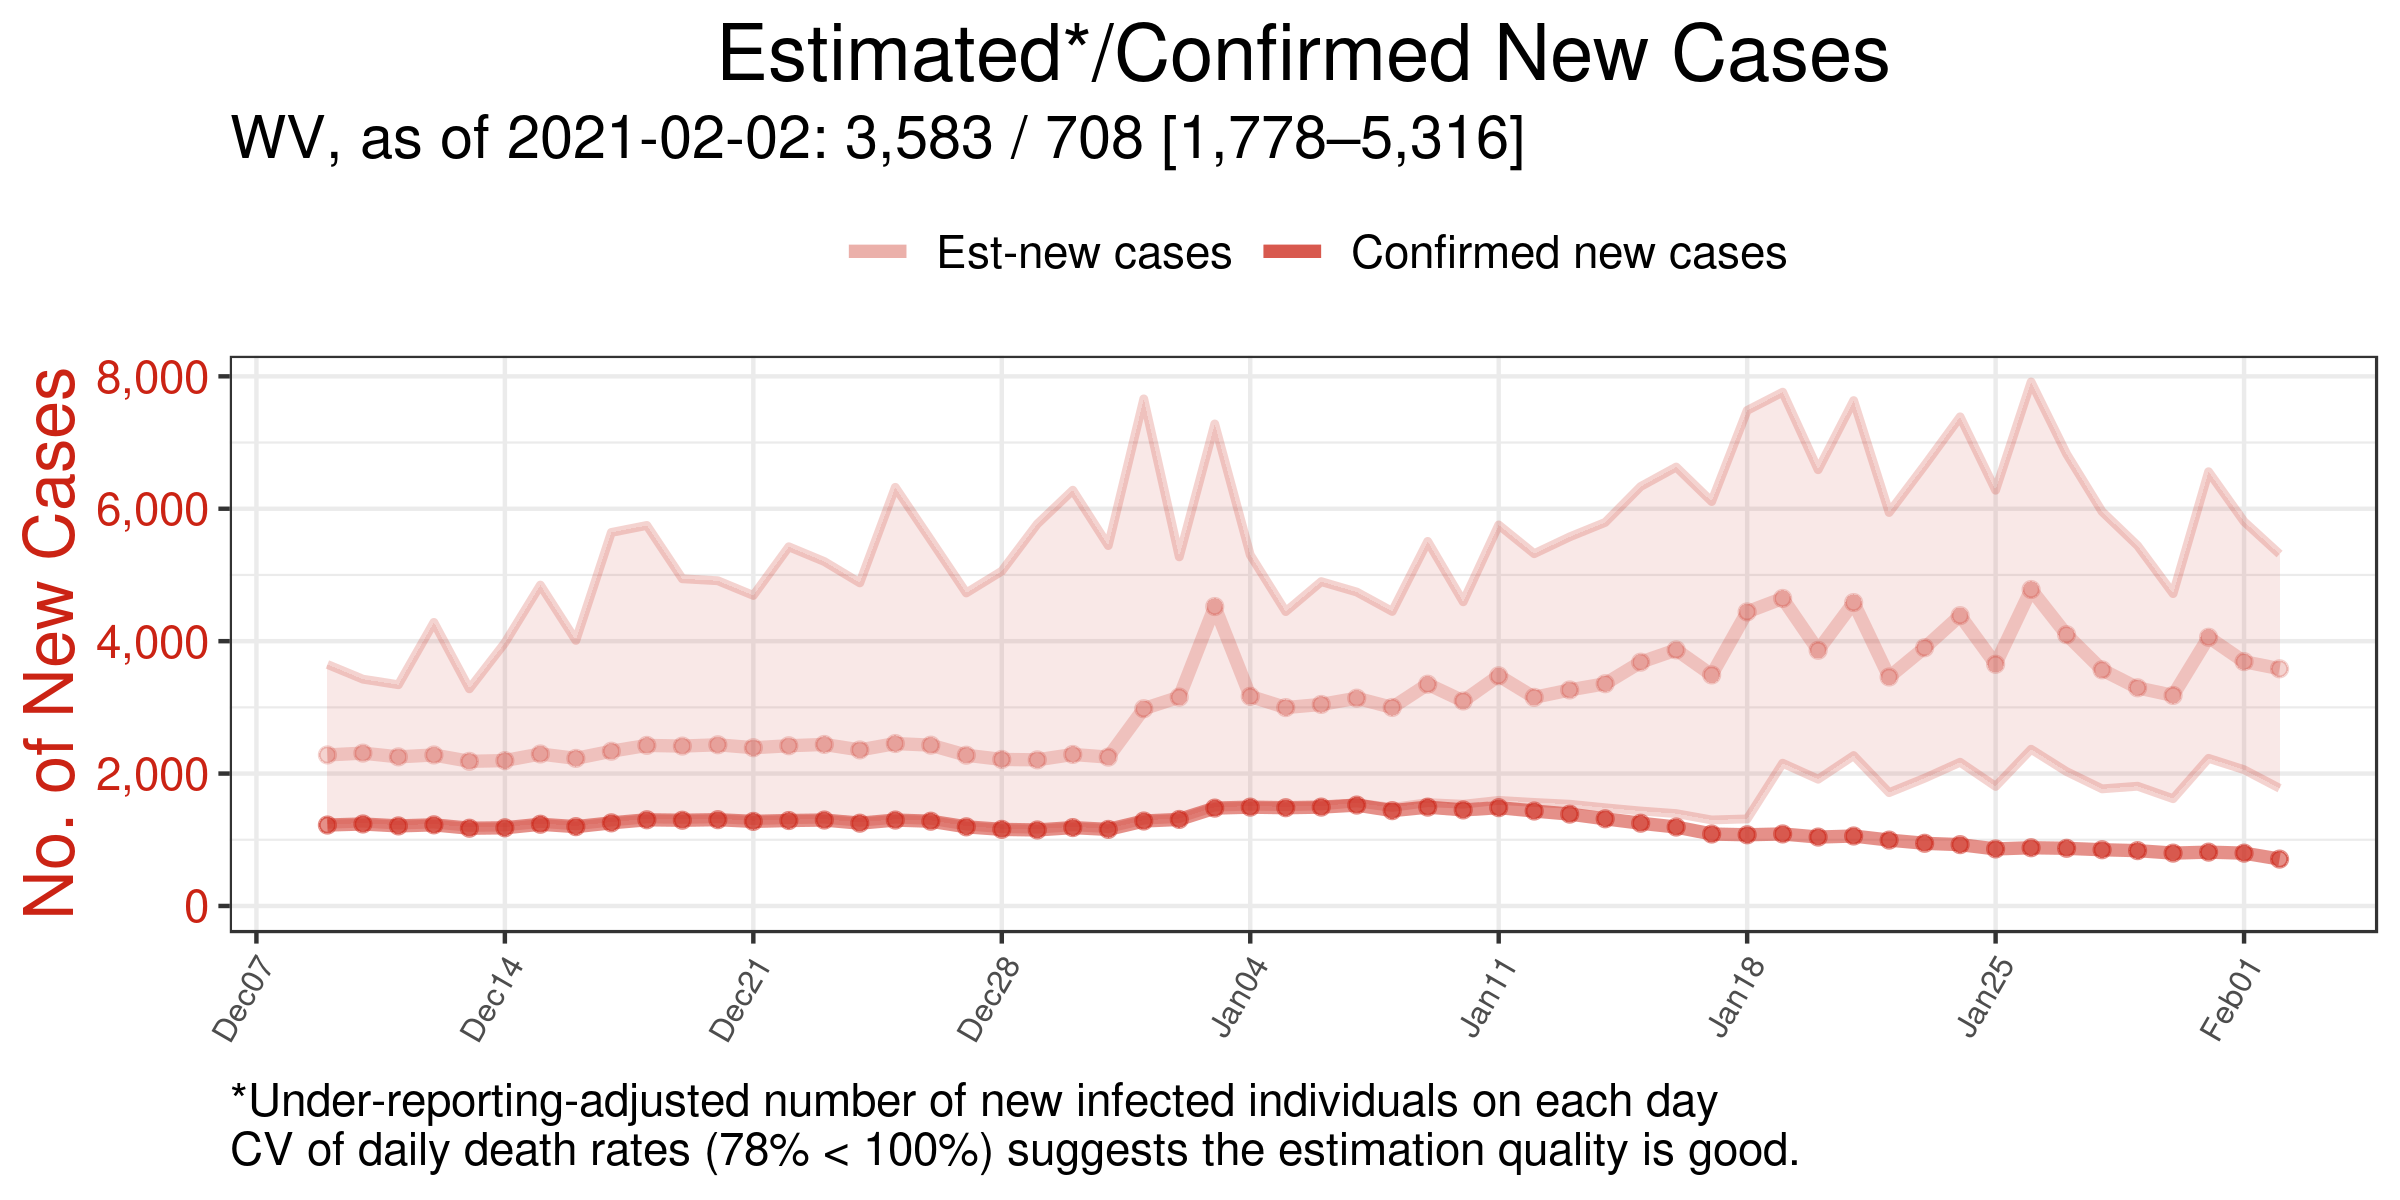 Estimated*/Confirmed New Cases
WV, as of 2021-02-02: 3,583 / 708 [1,778–5,316]
Est-new cases Confirmed new cases
No. of New Cases
8,000
6,000
4,000
2,000
0
Dec07 Dec14 Dec21 Dec28 Jan04 Jan11 Jan18 Jan25 Feb01
*Under-reporting-adjusted number of new infected individuals on each day
CV of daily death rates (78% < 100%) suggests the estimation quality is good.